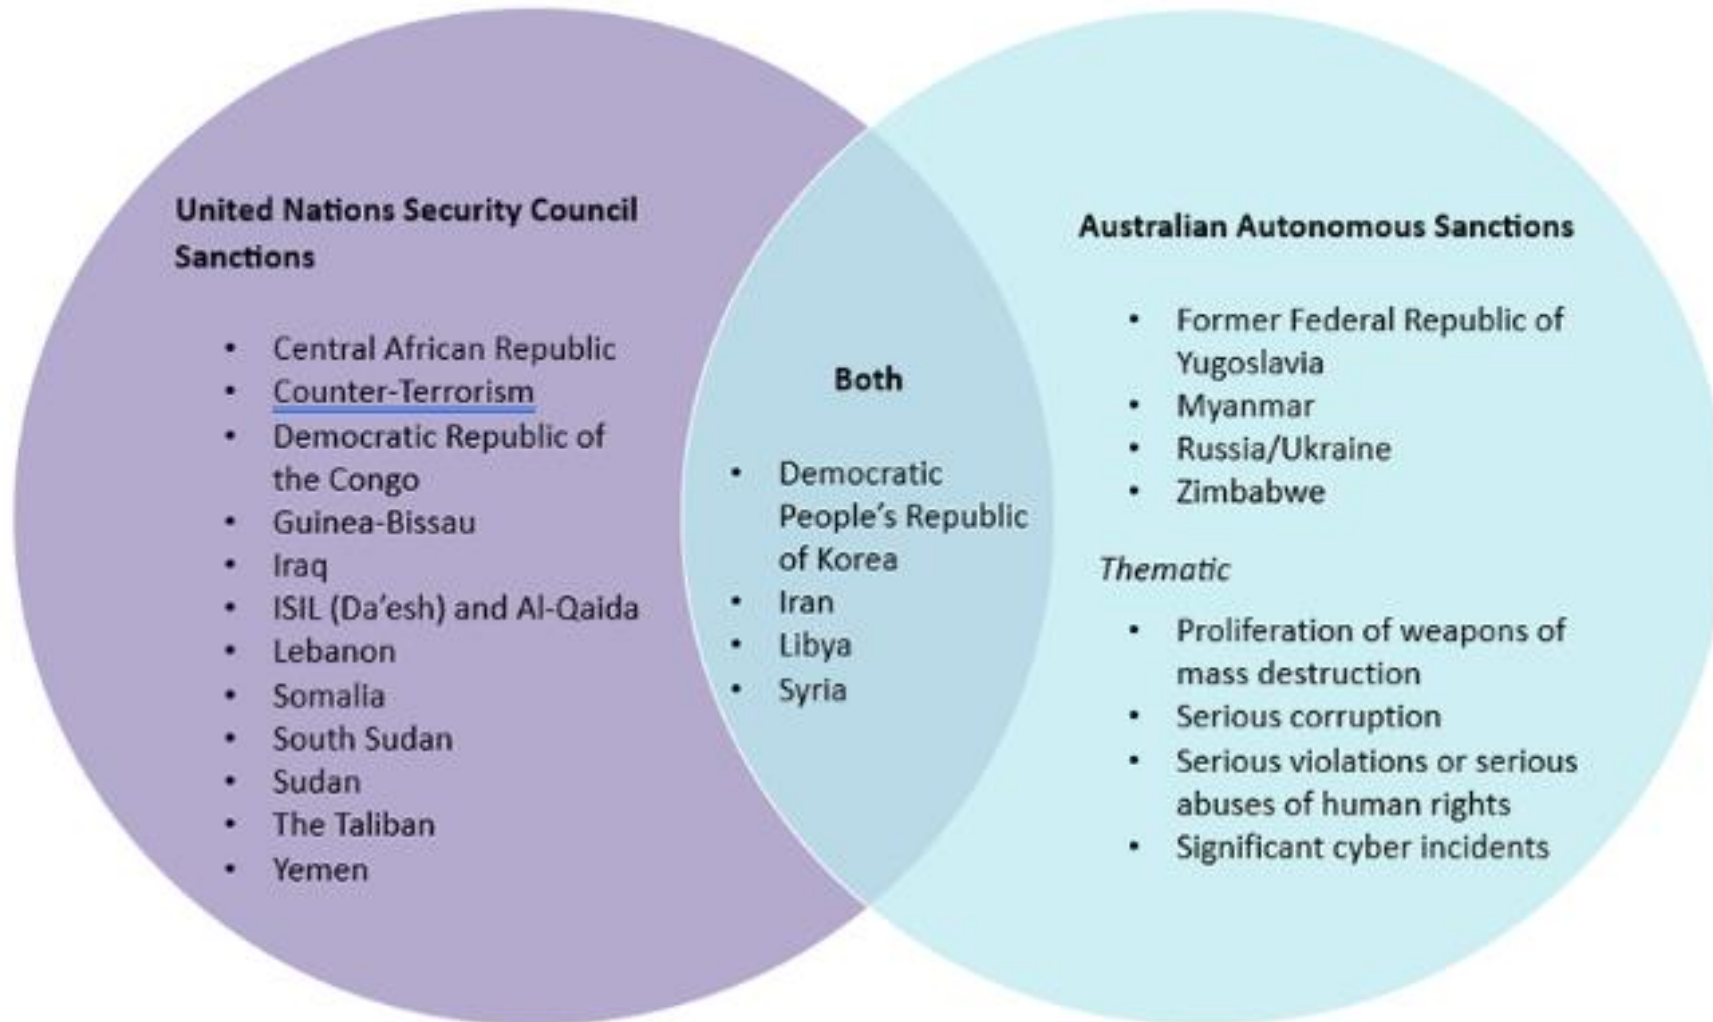 United Nations Security Council
Sanctions
• Central African Republic
• Counter-Terrorism
• Democratic Republic of
the Congo
• Guinea-Bissau
• Iraq
• ISIL (Da’esh) and Al-Qaida
• Lebanon
• Somalia
• South Sudan
• Sudan
• The Taliban
• Yemen
Both
• Democratic
People’s Republic
of Korea
• Iran
• Libya
• Syria
Australian Autonomous Sanctions
• Former Federal Republic of
Yugoslavia
• Myanmar
• Russia/Ukraine
• Zimbabwe
Thematic
• Proliferation of weapons of
mass destruction
• Serious corruption
• Serious violations or serious
abuses of human rights
• Significant cyber incidents